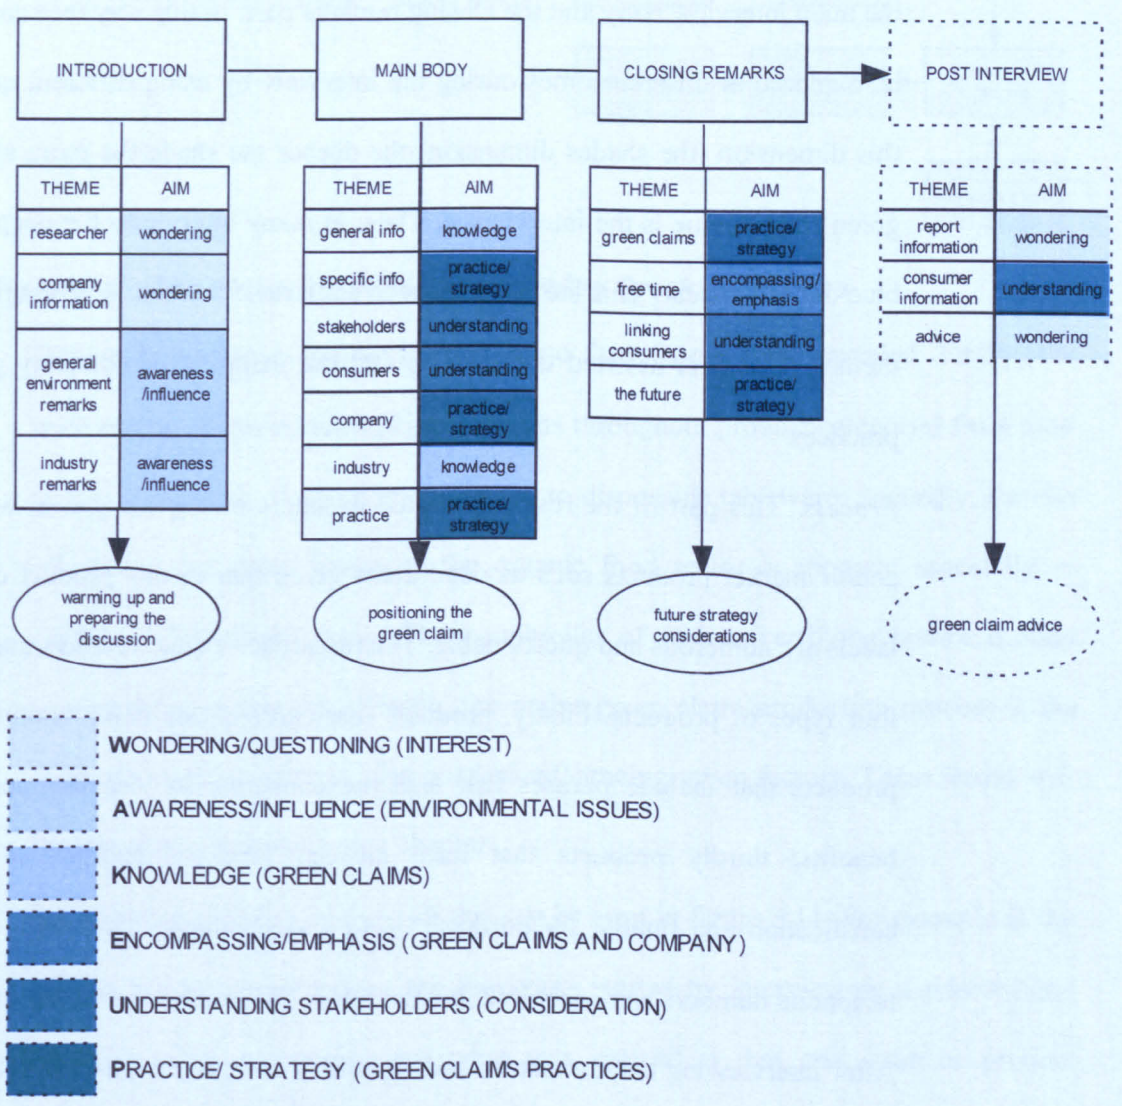 INTRODUCTION
MAIN BODY
CLOSING REMARKS
POST INTERVIEW
THEME AIM
researcher wondering
company
information
wondering
general
environment
remarks
awareness
/influence
industry
remarks
awareness
/influence
warming up and
preparing the
discussion
THEME AIM
general info knowledge
specific info
practice/
strategy
stakeholders understanding
consumers understanding
company
practice/
strategy
industry knowledge
practice
practice/
strategy
positioning the
green claim
THEME AIM
green claims
practice/
strategy
free time
encompassing/
emphasis
linking
consumers
understanding
the future
practice/
strategy
future strategy
considerations
THEME AIM
report
information
wondering
consumer
information
understanding
advice wondering
green claim advice
WONDERING/QUESTIONING (INTEREST)
AWARENESS/INFLUENCE (ENVIRONMENTAL ISSUES)
KNOWLEDGE (GREEN CLAIMS)
ENCOMPASSING/EMPHASIS (GREEN CLAIMS AND COMPANY)
UNDERSTANDING STAKEHOLDERS (CONSIDERATION)
PRACTICE/ STRATEGY (GREEN CLAIMS PRACTICES)